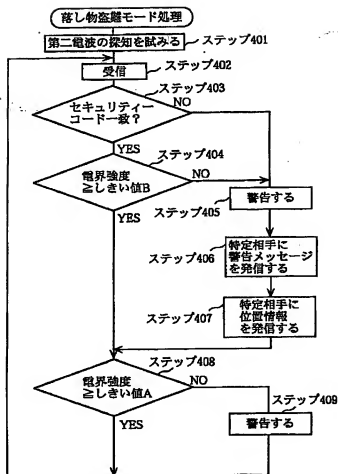 落し物盗難モード処理
第二電波の探知を試みる
ステップ401
受信
ステップ402
ステップ403
セキュリティー
コード一致?
NO
YES
ステップ404
電界強度
≧しきい値B
NO
YES
警告する
ステップ405
特定相手に
警告メッセージ
を発信する
ステップ406
特定相手に
位置情報
を発信する
ステップ407
ステップ408
電界強度
≧しきい値A
NO
YES
ステップ409
警告する